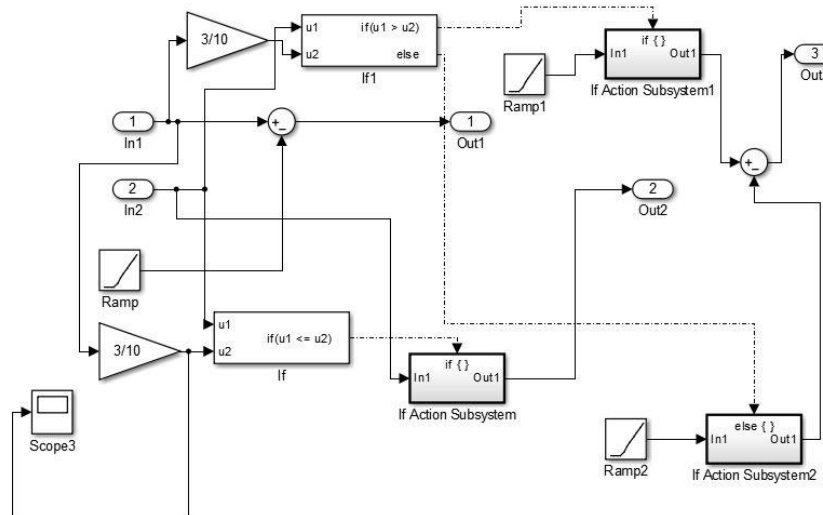 3/10
u1
if(u1 > u2)
u2
else
If1
if { }
In1
Out1
If Action Subsystem1
Ramp1
3
Out
1
In1
+
−
1
Out1
+
−
2
In2
2
Out2
Ramp
u1
if(u1 <= u2)
u2
If
3/10
if { }
In1
Out1
If Action Subsystem
Scope3
else { }
In1
Out1
If Action Subsystem2
Ramp2